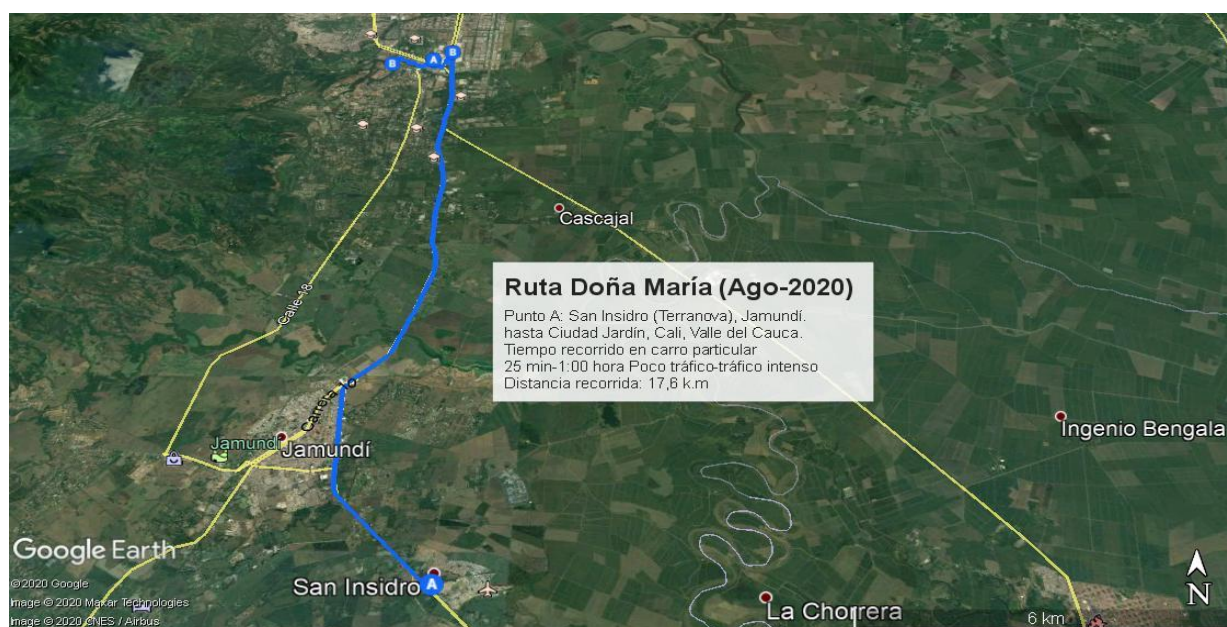 B
A
B
Cascajal
Calle 18
Ruta Doña María (Ago-2020)
Punto A: San Insidro (Terranova), Jamundí.
hasta Ciudad Jardín, Cali, Valle del Cauca.
Tiempo recorrido en carro particular
25 min-1:00 hora Poco tráfico-tráfico intenso
Distancia recorrida: 17,6 k.m
Jamundí
Jamundí
Ingenio Bengala
Google Earth
©2020 Google
Image © 2020 Maxar Technologies
Image © 2020 CNES / Airbus
San Insidro
A
La Chorrera
6 km
N